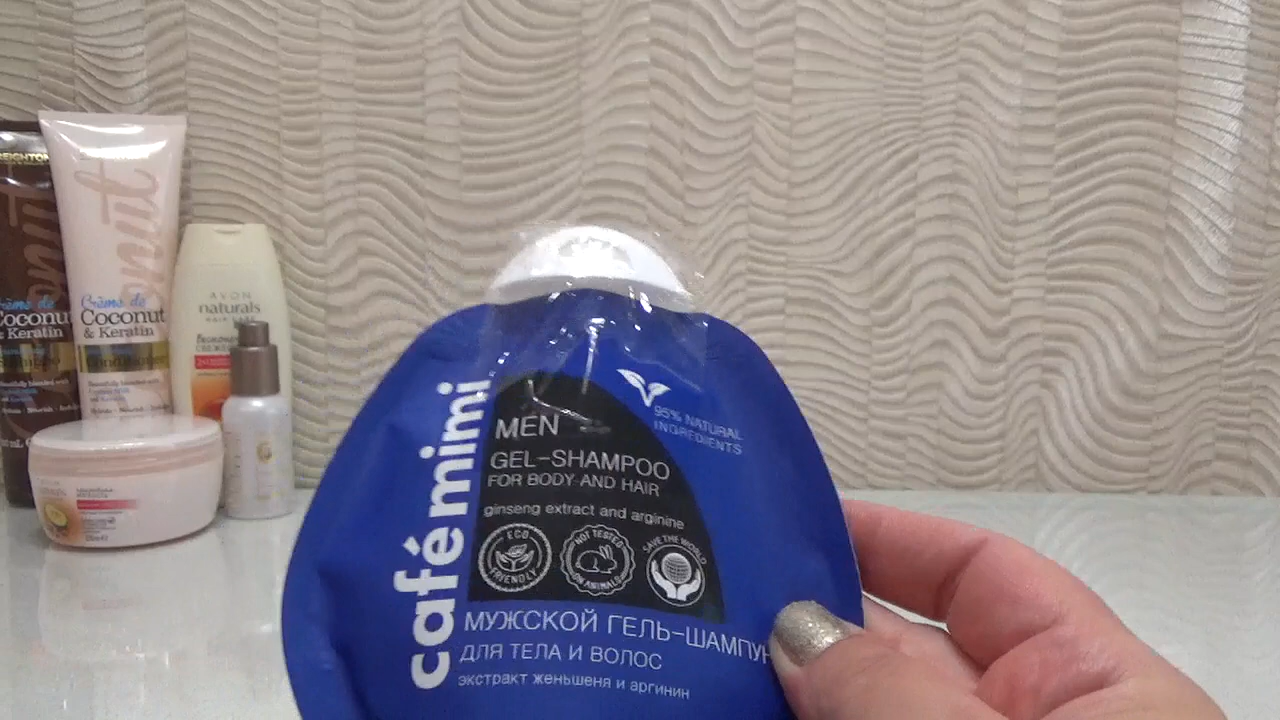 café mimi
95% NATURAL
INGREDIENTS
MEN
GEL-SHAMPOO
FOR BODY AND HAIR
ginseng extract and arginine
ECO
FRIENDLY
NOT TESTED
ON ANIMALS
SAVE THE WORLD
МУЖСКОЙ ГЕЛЬ-ШАМПУН
ДЛЯ ТЕЛА И ВОЛОС
экстракт женьшеня и аргинин
Crème de
Coconut
& Keratin
Crème de
Coconut
& Keratin
AVON
naturals
HAIR CARE